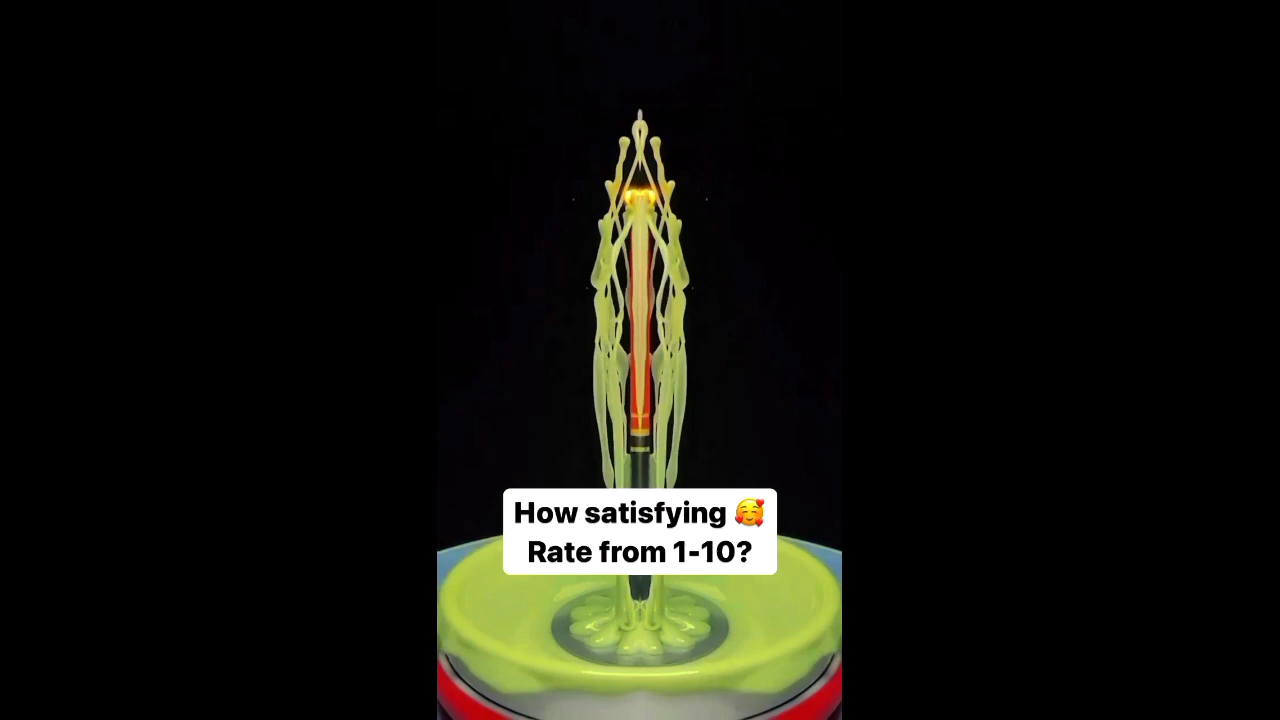 How satisfying 🥰
Rate from 1-10?